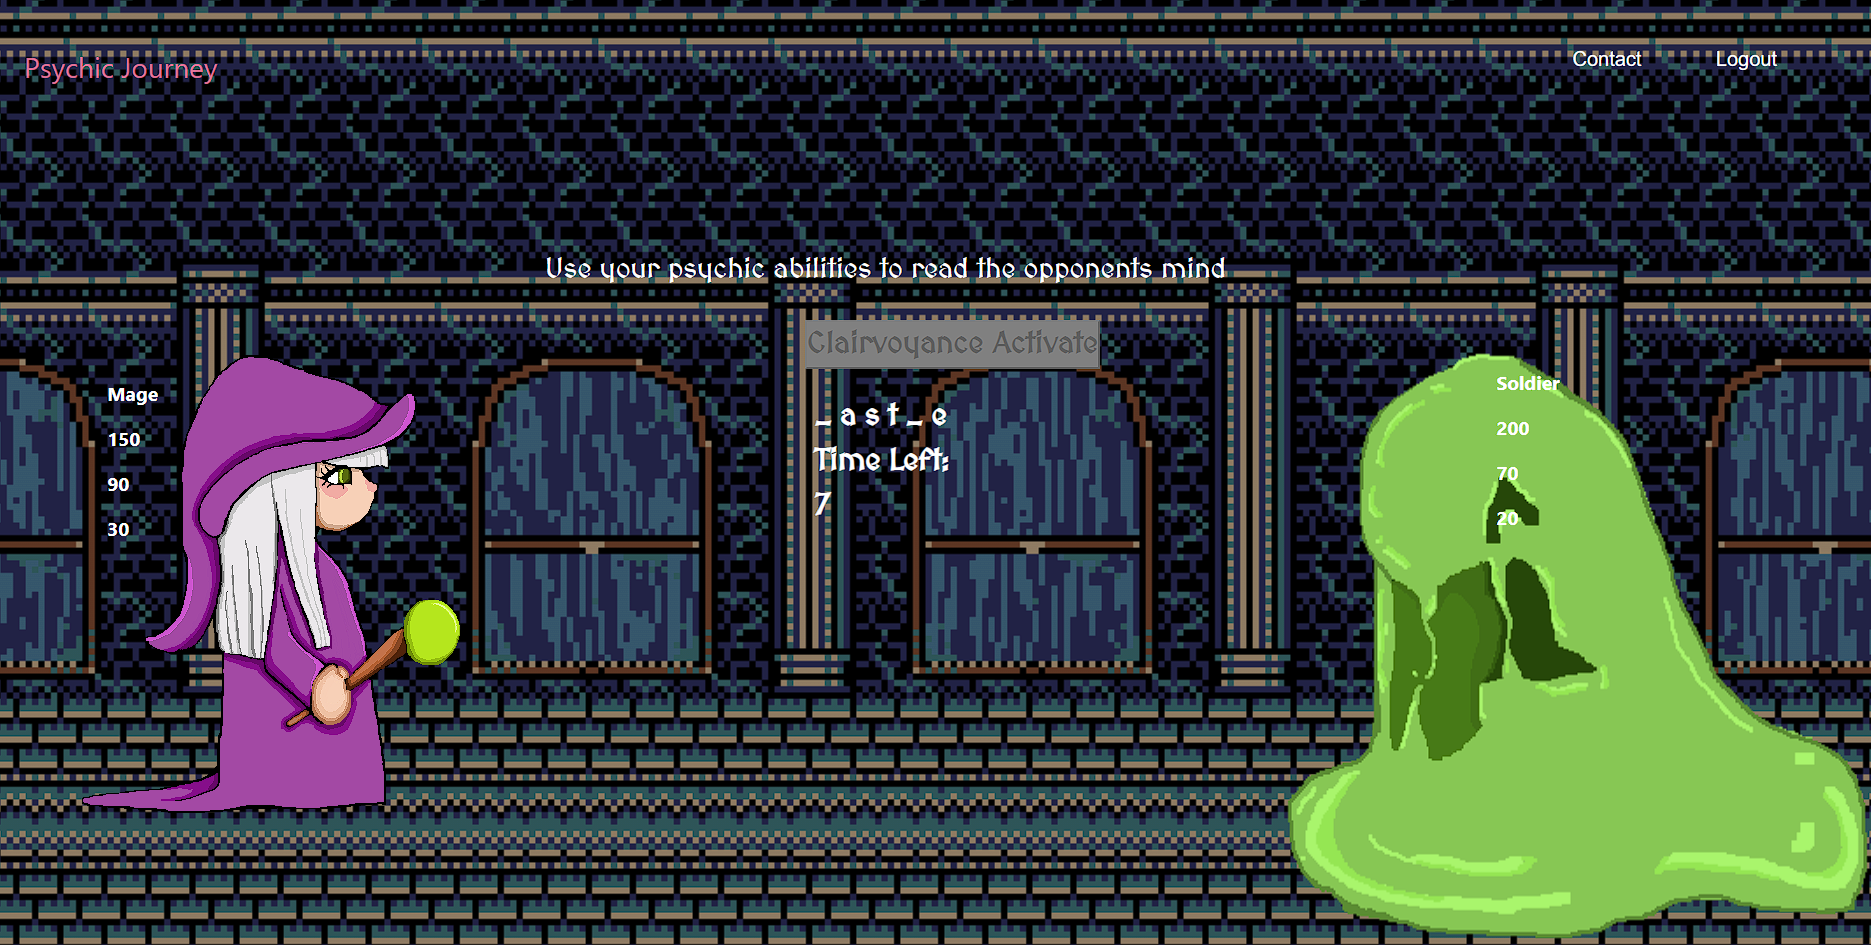 Psychic Journey
Contact
Logout
Use your psychic abilities to read the opponents mind
Clairvoyance Activate
_ a s t _ e
Time Left:
7
Mage
150
90
30
Soldier
200
70
20